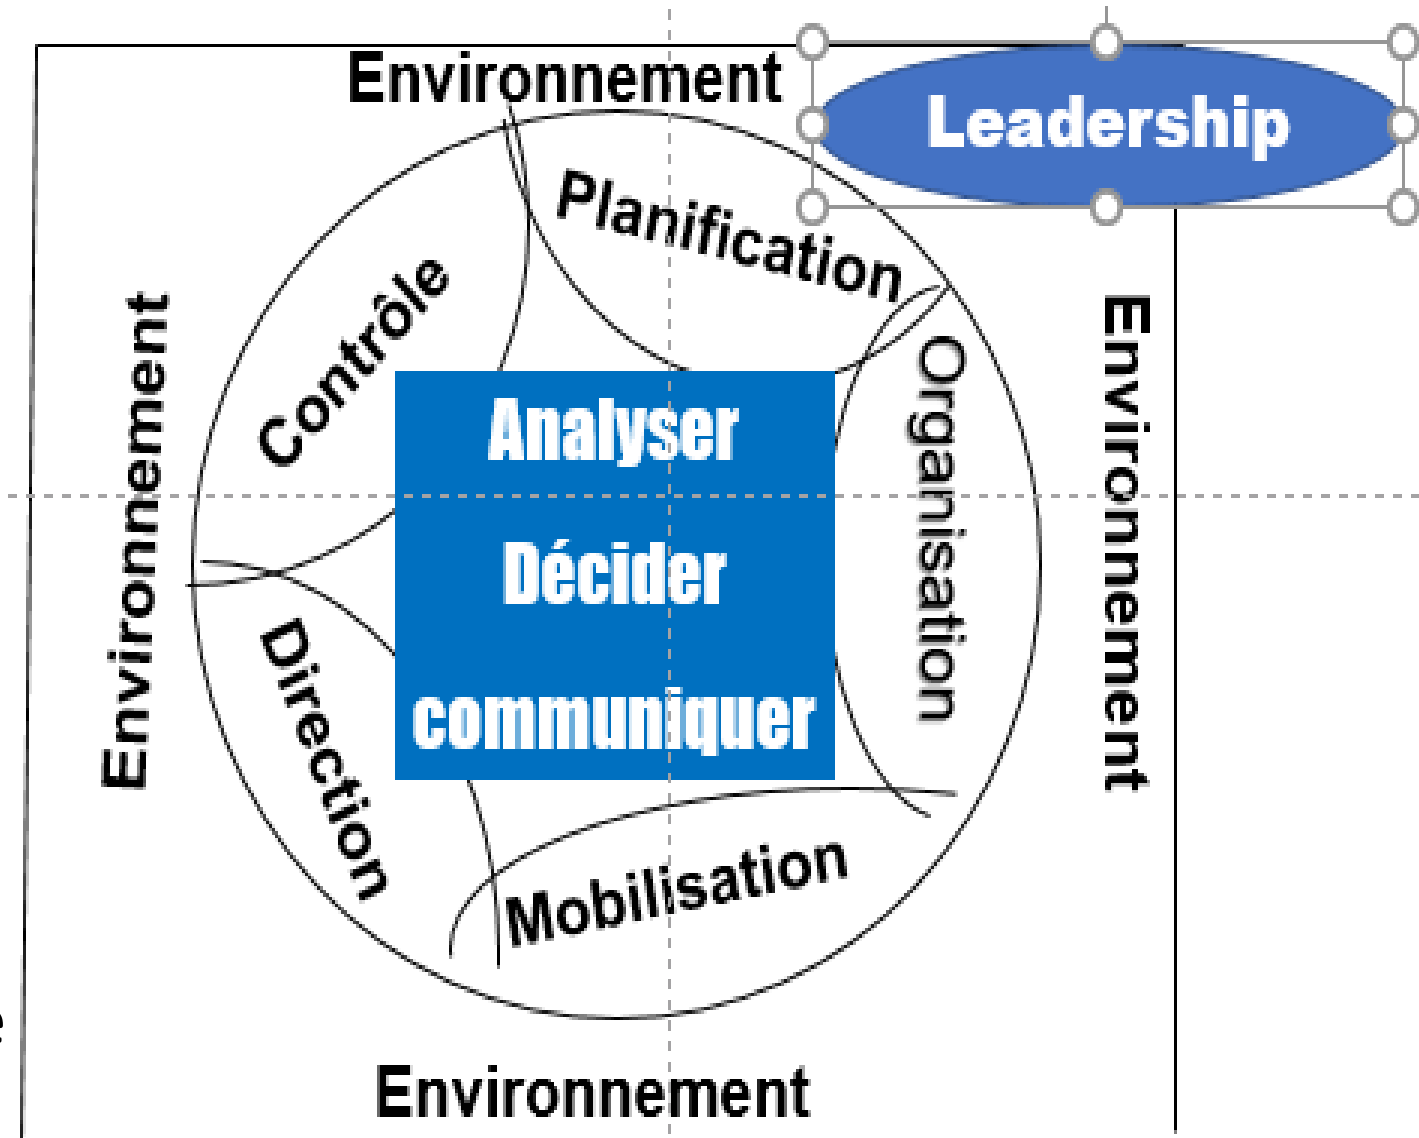 Environnement
Leadership
Planification
Contrôle
Environnement
Environnement
Organisation
Analyser
Décider
communiquer
Direction
Mobilisation
Environnement